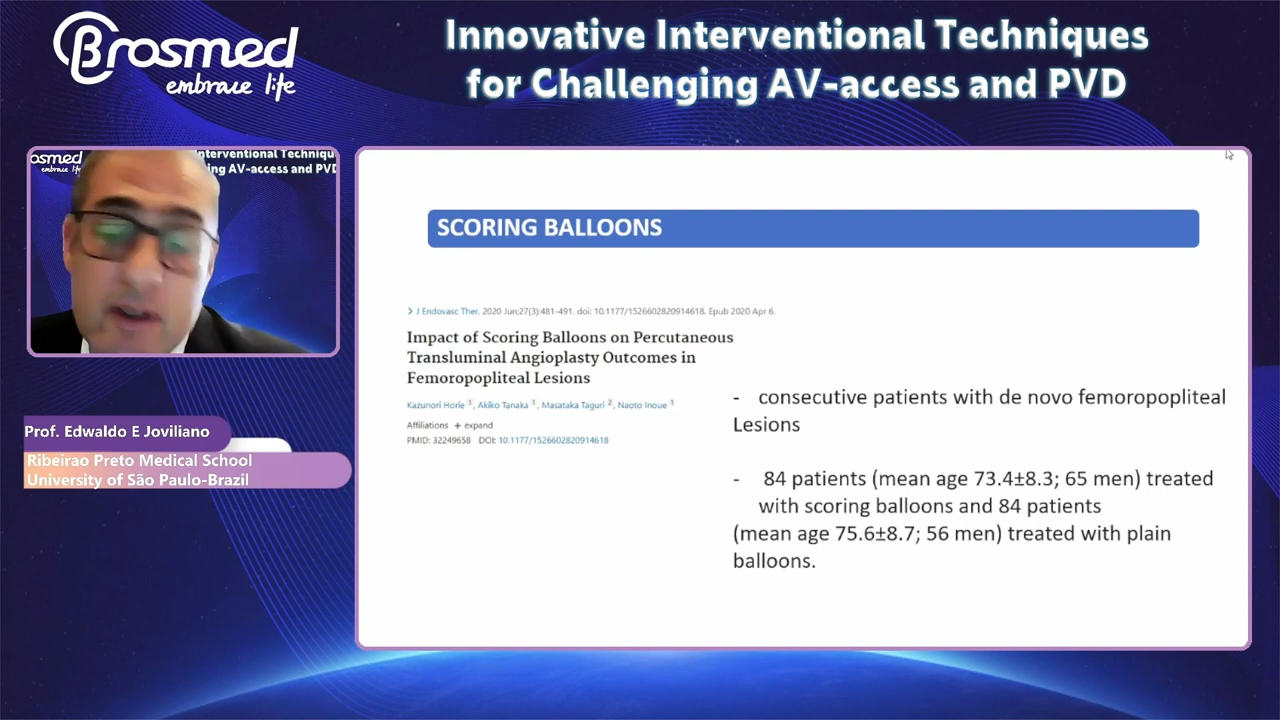 Brosmed
embrace life
Innovative Interventional Techniques
for Challenging AV-access and PVD
osmed
embrace li
Interventional Techniqu
ing AV-access and PVD
Prof. Edwaldo E Joviliano
Ribeirao Preto Medical School
University of São Paulo-Brazil
SCORING BALLOONS
> J Endovasc Ther. 2020 Jun;27(3):481-491. doi: 10.1177/1526602820914618. Epub 2020 Apr 6.
Impact of Scoring Balloons on Percutaneous
Transluminal Angioplasty Outcomes in
Femoropopliteal Lesions
Kazunori Horie 1, Akiko Tanaka 1, Masataka Taguri 2, Naoto Inoue 1
Affiliations + expand
PMID: 32249658 DOI: 10.1177/1526602820914618
- consecutive patients with de novo femoropopliteal
Lesions
- 84 patients (mean age 73.4±8.3; 65 men) treated
with scoring balloons and 84 patients
(mean age 75.6±8.7; 56 men) treated with plain
balloons.